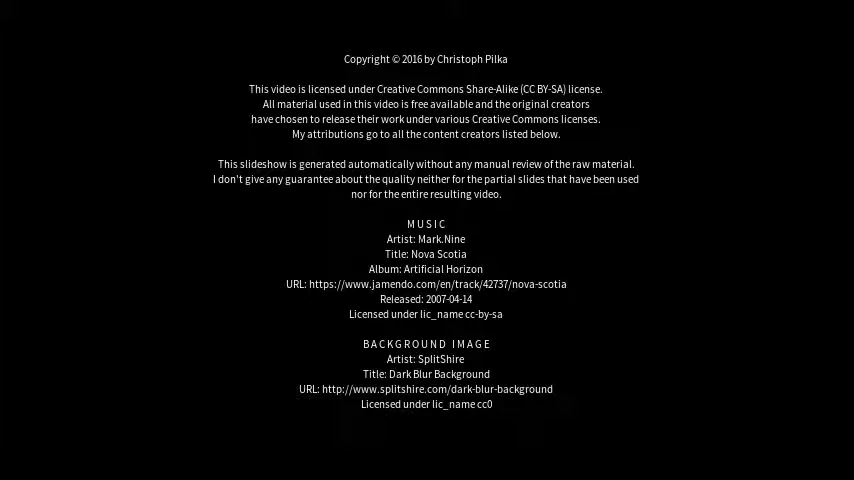 Copyright © 2016 by Christoph Pilka
This video is licensed under Creative Commons Share-Alike (CC BY-SA) license.
All material used in this video is free available and the original creators
have chosen to release their work under various Creative Commons licenses.
My attributions go to all the content creators listed below.
This slideshow is generated automatically without any manual review of the raw material.
I don't give any guarantee about the quality neither for the partial slides that have been used
nor for the entire resulting video.
M U S I C
Artist: Mark.Nine
Title: Nova Scotia
Album: Artificial Horizon
URL: https://www.jamendo.com/en/track/42737/nova-scotia
Released: 2007-04-14
Licensed under lic_name cc-by-sa
B A C K G R O U N D   I M A G E
Artist: SplitShire
Title: Dark Blur Background
URL: http://www.splitshire.com/dark-blur-background
Licensed under lic_name cc0